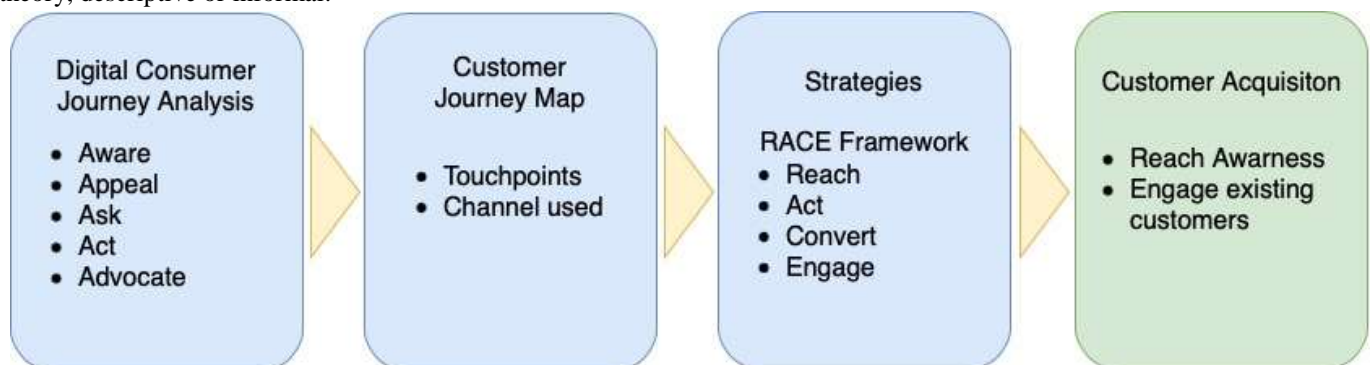 theory, descriptive or informal.
Digital Consumer
Journey Analysis
• Aware
• Appeal
• Ask
• Act
• Advocate
Customer
Journey Map
• Touchpoints
• Channel used
Strategies
RACE Framework
• Reach
• Act
• Convert
• Engage
Customer Acquisiton
• Reach Awarness
• Engage existing
customers